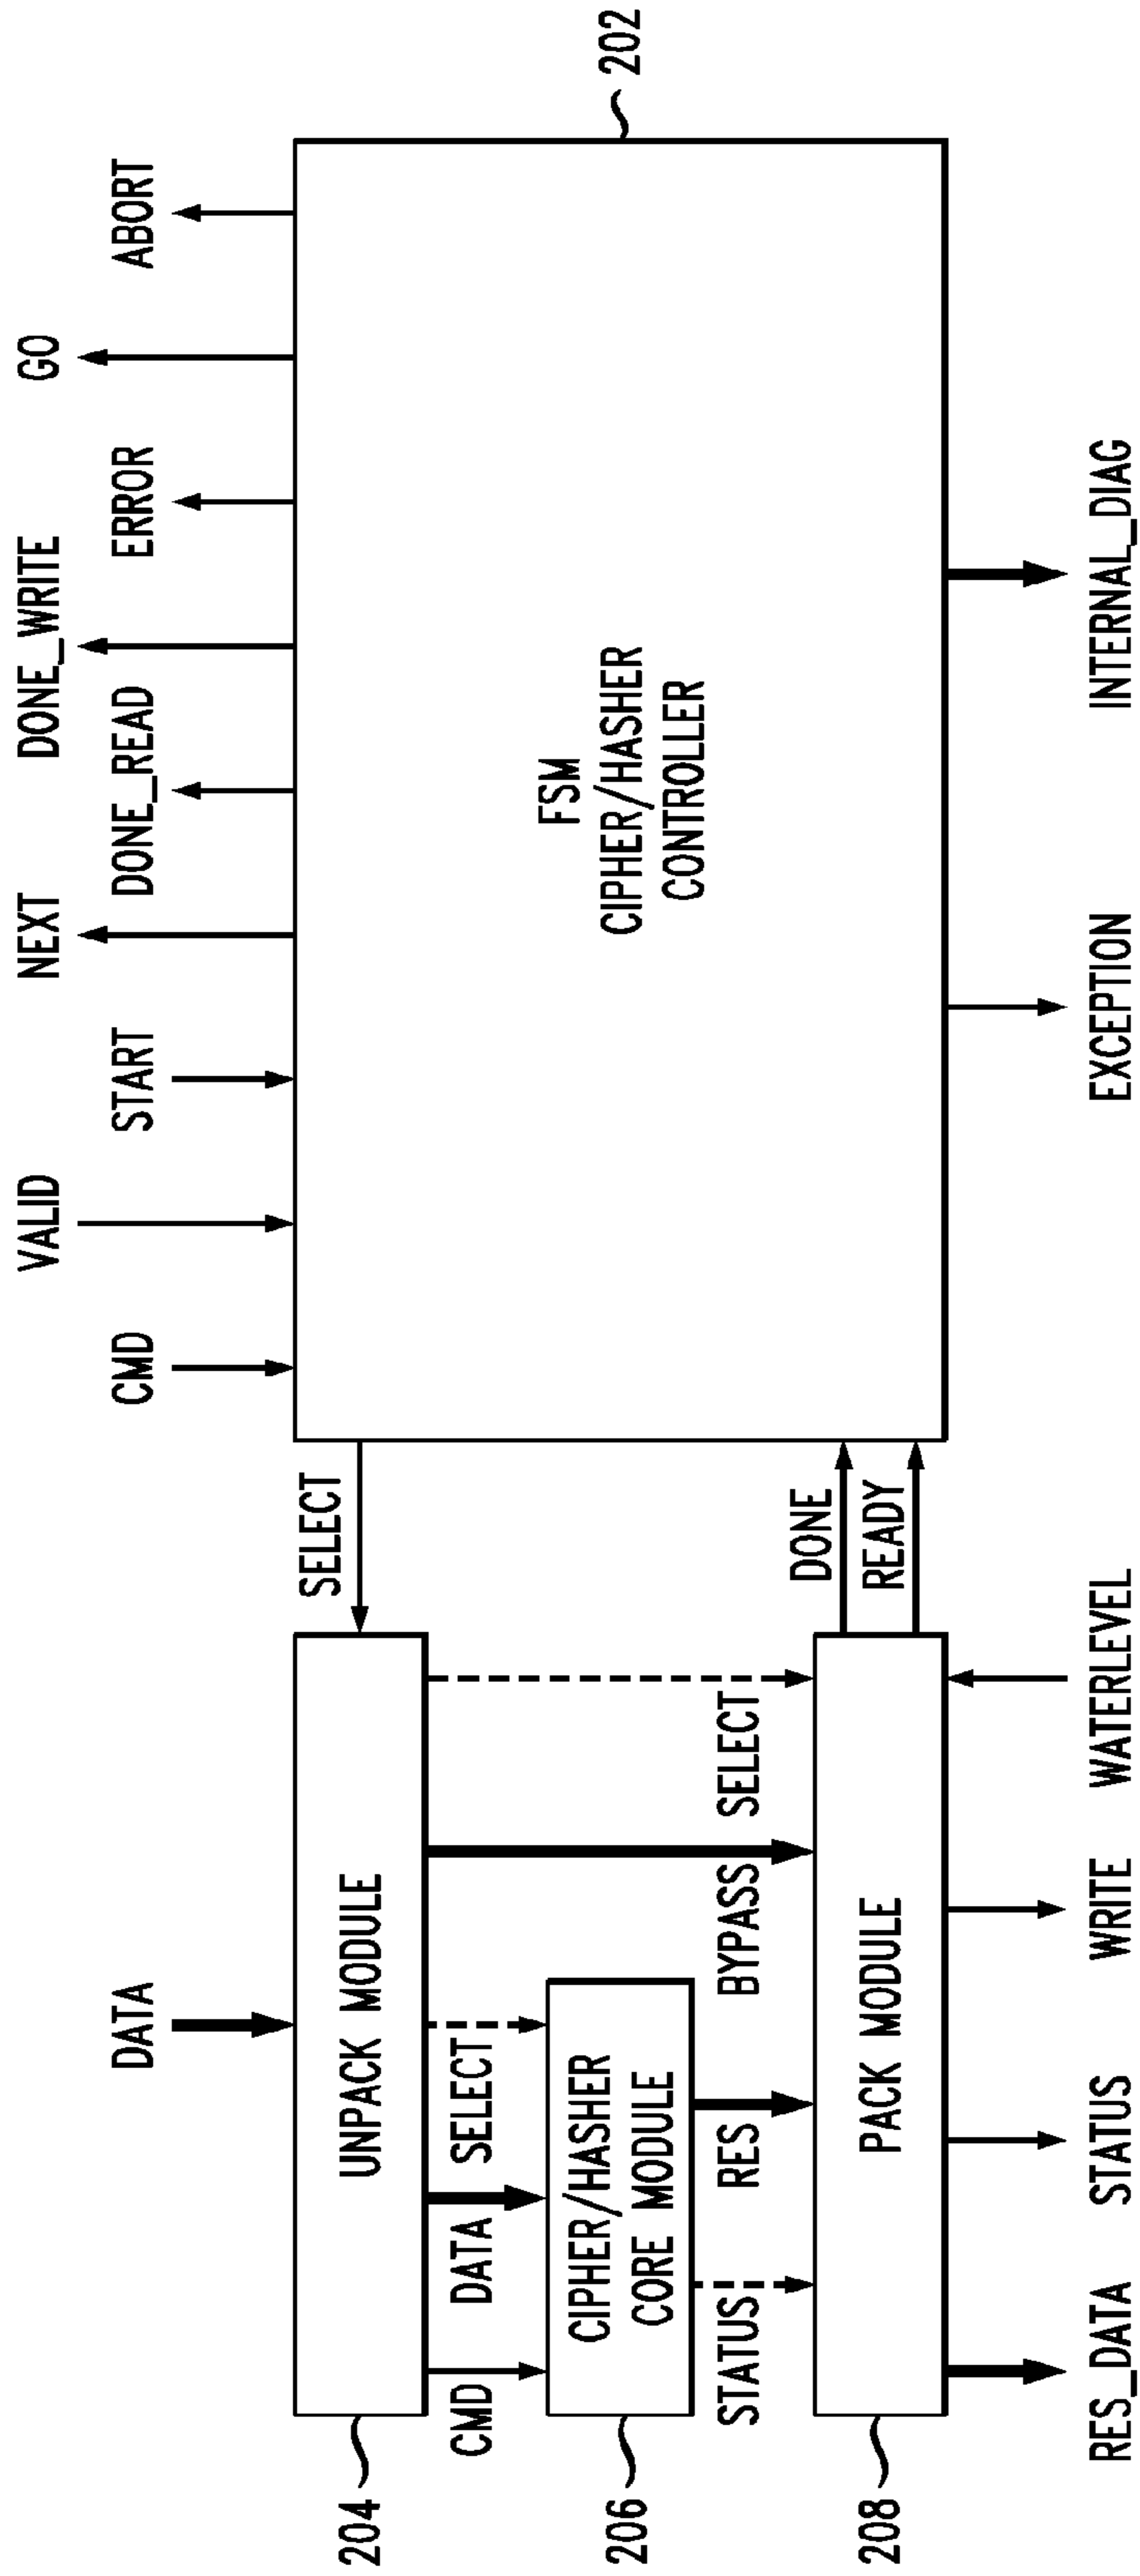 DATA
CMD
VALID
START
NEXT
DONE_READ
DONE_WRITE
ERROR
GO
ABORT
204
UNPACK MODULE
SELECT
202
CMD
DATA
SELECT
206
CIPHER/HASHER
CORE MODULE
FSM
CIPHER/HASHER
CONTROLLER
STATUS
RES
BYPASS
SELECT
DONE
READY
208
PACK MODULE
RES_DATA
STATUS
WRITE
WATERLEVEL
EXCEPTION
INTERNAL_DIAG